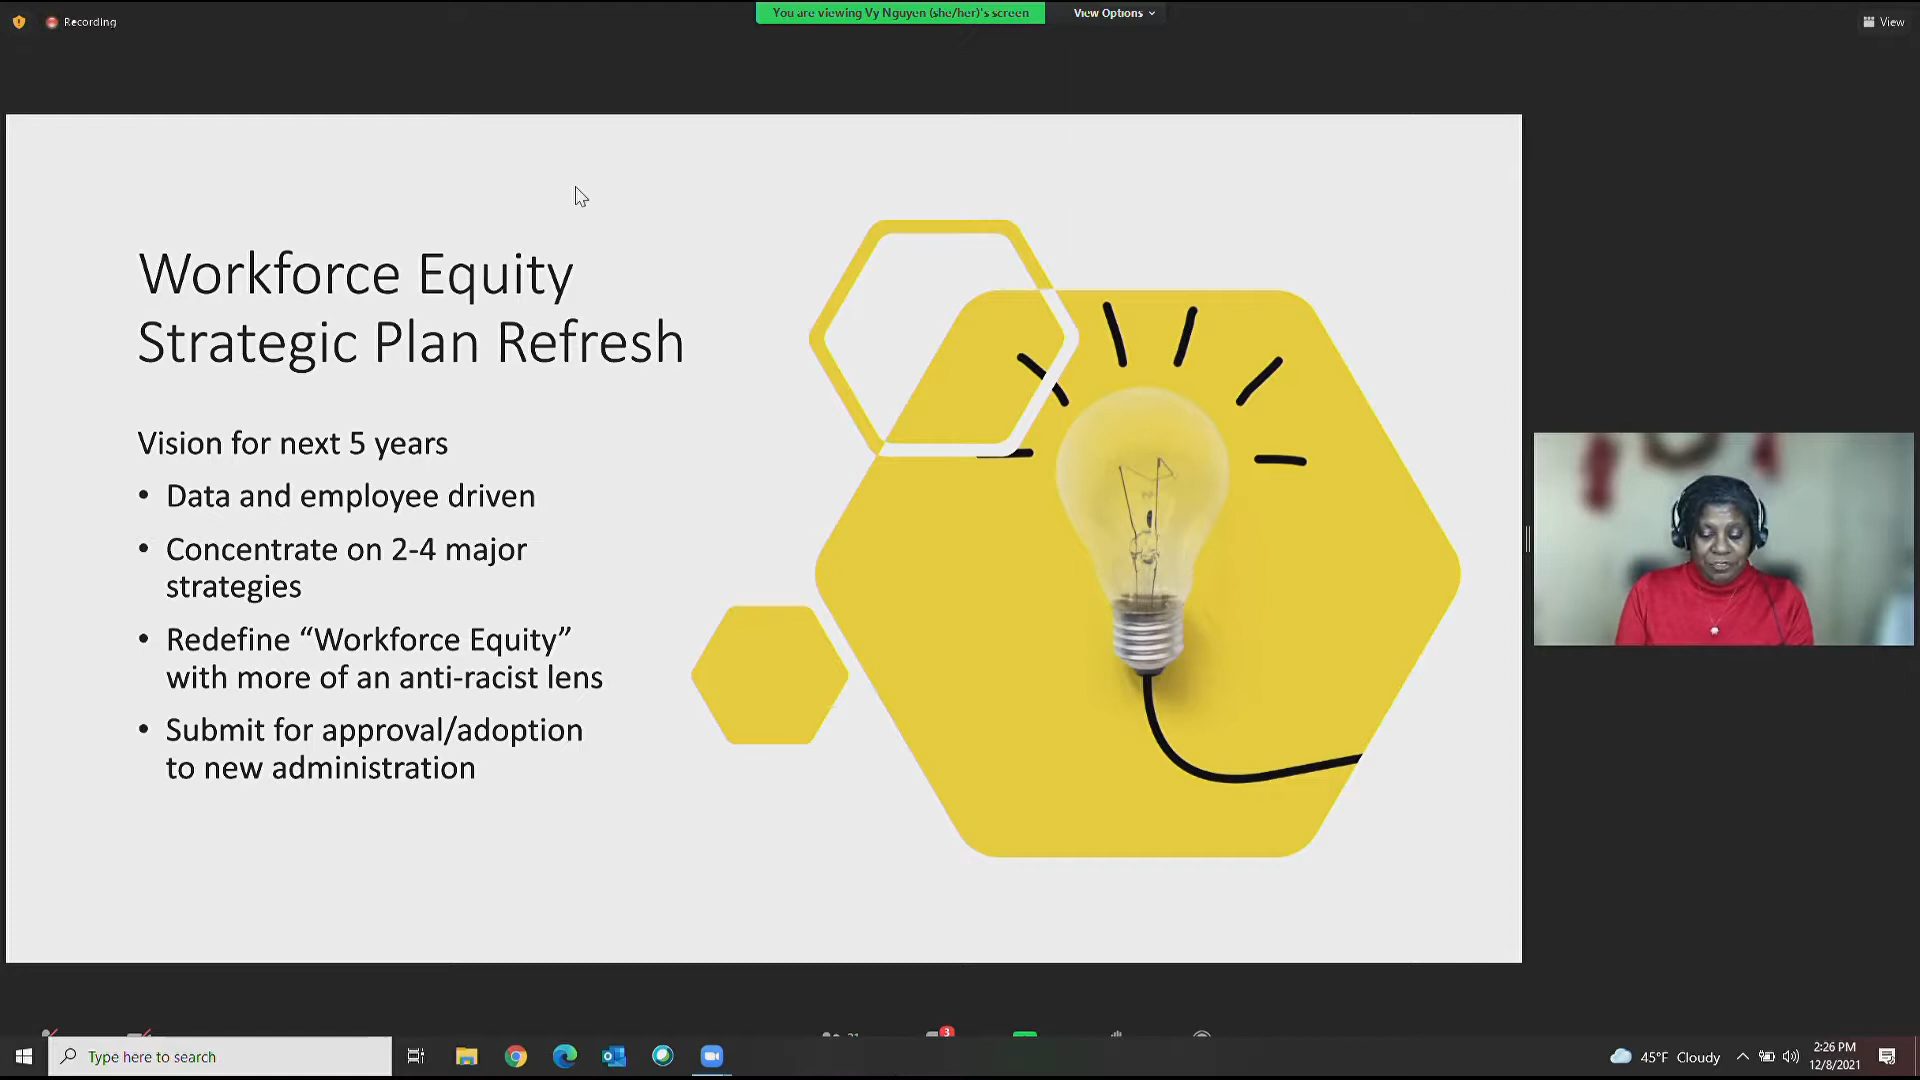 Recording
You are viewing Vy Nguyen (she/her)'s screen
View Options
View
Workforce Equity
Strategic Plan Refresh
Vision for next 5 years
• Data and employee driven
• Concentrate on 2-4 major
strategies
• Redefine “Workforce Equity”
with more of an anti-racist lens
• Submit for approval/adoption
to new administration
3
Type here to search
45°F Cloudy
2:26 PM
12/8/2021